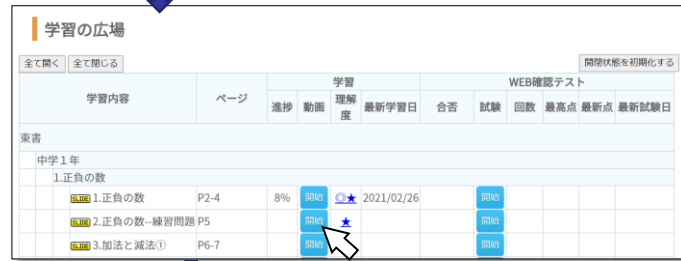 学習の広場
全て開く 全て閉じる 開閉状態を初期化する
学習内容 ページ 学習 WEB確認テスト
進捗 動画 理解度 最新学習日 合否 試験 回数 最高点 最新点 最新試験日
東書
中学1年
1.正負の数
SLIDE 1.正負の数 P2-4 8% 開始 ◎★ 2021/02/26 開始
SLIDE 2.正負の数--練習問題 P5 開始 ★ 開始
SLIDE 3.加法と減法① P6-7 開始 開始